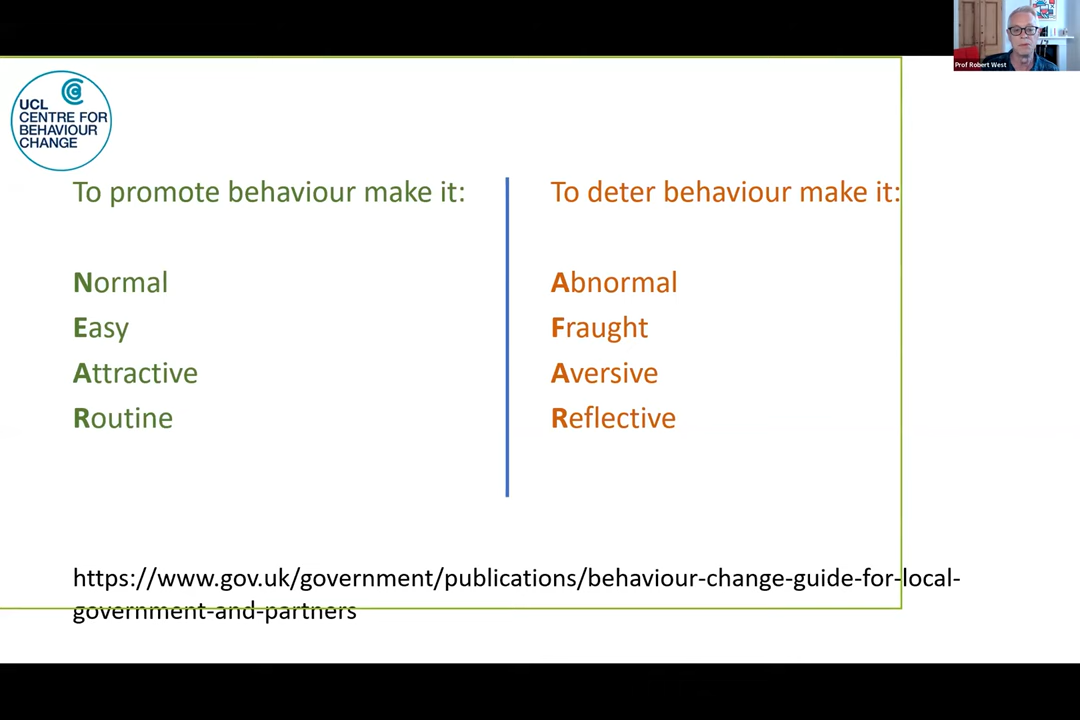 Prof Robert West
UCL
CENTRE FOR
BEHAVIOUR
CHANGE
To promote behaviour make it:
Normal
Easy
Attractive
Routine
To deter behaviour make it:
Abnormal
Fraught
Aversive
Reflective
https://www.gov.uk/government/publications/behaviour-change-guide-for-local-
government-and-partners